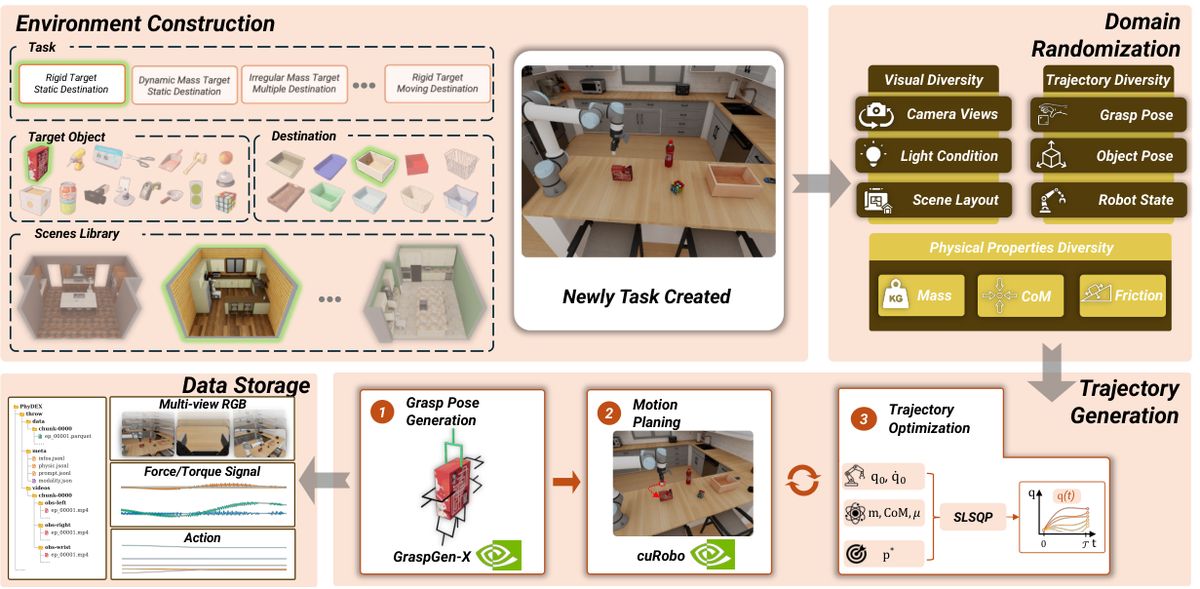 Environment Construction
Task
Rigid Target
Static Destination
Dynamic Mass Target
Static Destination
Irregular Mass Target
Multiple Destination
Rigid Target
Moving Destination
Target Object
Destination
Scenes Library
Newly Task Created
Domain
Randomization
Visual Diversity
Camera Views
Light Condition
Scene Layout
Trajectory Diversity
Grasp Pose
Object Pose
Robot State
Physical Properties Diversity
KG
Mass
CoM
Friction
Data Storage
PhyDEX
throw
data
chunk-0000
ep_00001.parquet
meta
infos.jsonl
physic.jsonl
prompt.jsonl
modality.json
videos
chunk-0000
obs-left
ep_00001.mp4
obs-right
ep_00001.mp4
obs-wrist
ep_00001.mp4
Multi-view RGB
Force/Torque Signal
Action
Trajectory
Generation
1
Grasp Pose
Generation
GraspGen-X
2
Motion
Planing
cuRobo
3
Trajectory
Optimization
q₀, q̇₀
m, CoM, μ
p*
SLSQP
q
q(t)
0
𝒯
t